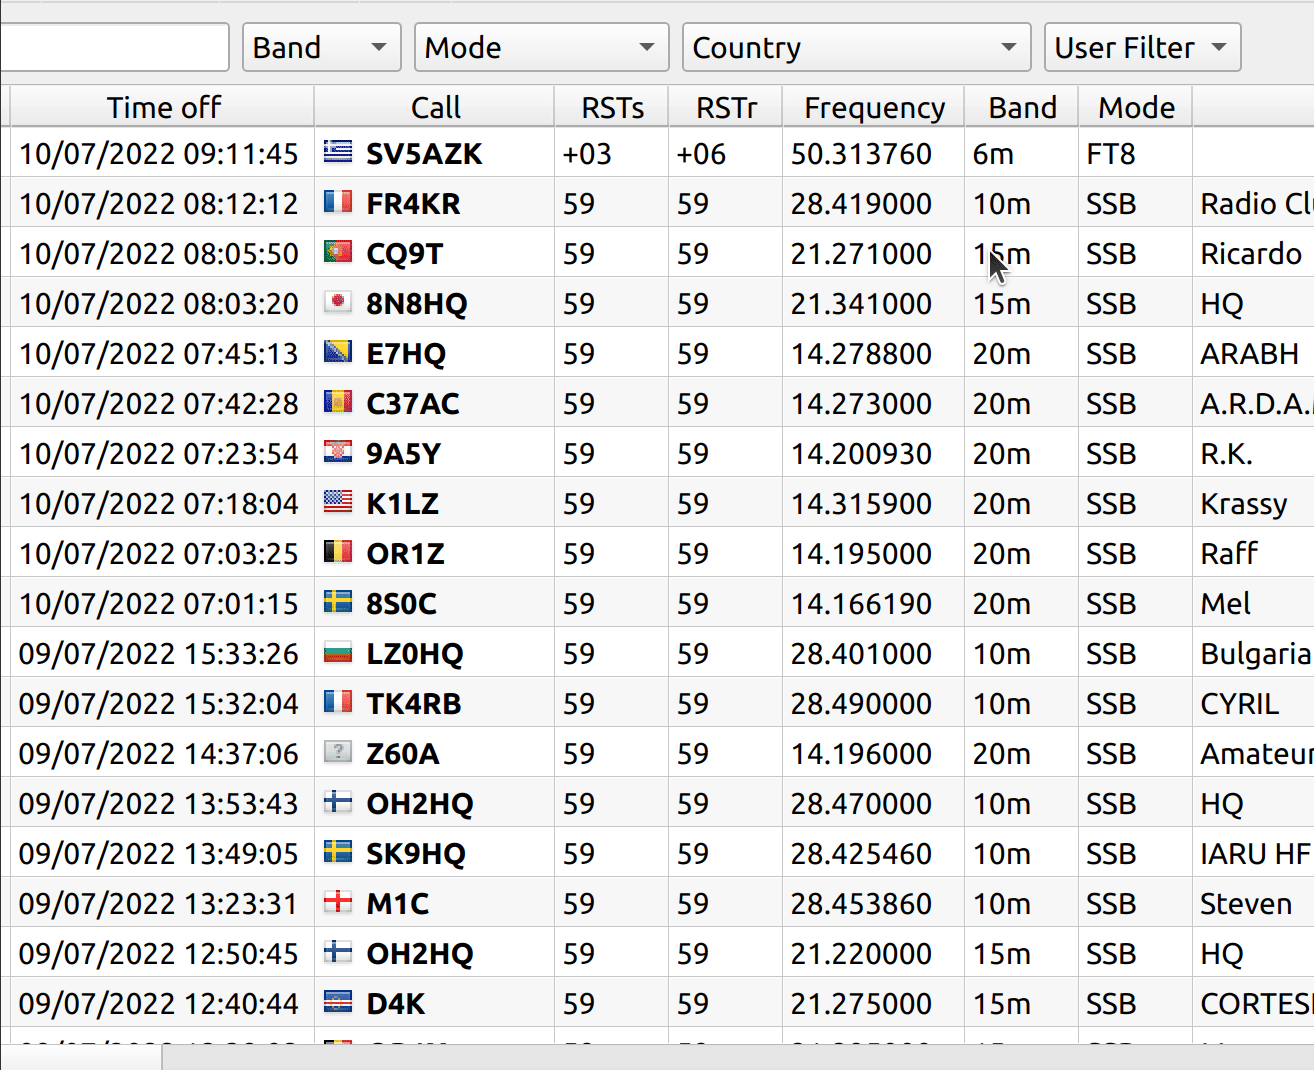 Band Mode Country User Filter
Time off Call RSTs RSTr Frequency Band Mode
10/07/2022 09:11:45 SV5AZK +03 +06 50.313760 6m FT8
10/07/2022 08:12:12 FR4KR 59 59 28.419000 10m SSB Radio Clu
10/07/2022 08:05:50 CQ9T 59 59 21.271000 15m SSB Ricardo
10/07/2022 08:03:20 8N8HQ 59 59 21.341000 15m SSB HQ
10/07/2022 07:45:13 E7HQ 59 59 14.278800 20m SSB ARABH
10/07/2022 07:42:28 C37AC 59 59 14.273000 20m SSB A.R.D.A.
10/07/2022 07:23:54 9A5Y 59 59 14.200930 20m SSB R.K.
10/07/2022 07:18:04 K1LZ 59 59 14.315900 20m SSB Krassy
10/07/2022 07:03:25 OR1Z 59 59 14.195000 20m SSB Raff
10/07/2022 07:01:15 8S0C 59 59 14.166190 20m SSB Mel
09/07/2022 15:33:26 LZ0HQ 59 59 28.401000 10m SSB Bulgaria
09/07/2022 15:32:04 TK4RB 59 59 28.490000 10m SSB CYRIL
09/07/2022 14:37:06 Z60A 59 59 14.196000 20m SSB Amateur
09/07/2022 13:53:43 OH2HQ 59 59 28.470000 10m SSB HQ
09/07/2022 13:49:05 SK9HQ 59 59 28.425460 10m SSB IARU HF
09/07/2022 13:23:31 M1C 59 59 28.453860 10m SSB Steven
09/07/2022 12:50:45 OH2HQ 59 59 21.220000 15m SSB HQ
09/07/2022 12:40:44 D4K 59 59 21.275000 15m SSB CORTES